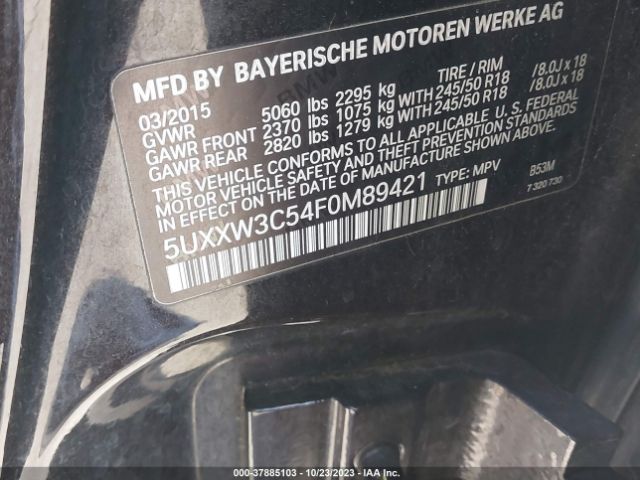 MFD BY BAYERISCHE MOTOREN WERKE AG
03/2015 TIRE / RIM
GVWR 5060 lbs 2295 kg
GAWR FRONT 2370 lbs 1075 kg WITH 245/50 R18 /8.0J x 18
GAWR REAR 2820 lbs 1279 kg WITH 245/50 R18 /8.0J x 18
THIS VEHICLE CONFORMS TO ALL APPLICABLE U. S. FEDERAL
MOTOR VEHICLE SAFETY AND THEFT PREVENTION STANDARDS
IN EFFECT ON THE DATE OF MANUFACTURE SHOWN ABOVE.
5UXXW3C54F0M89421 TYPE: MPV B53M
7 320 730
000-37885103 - 10/23/2023 - IAA Inc.